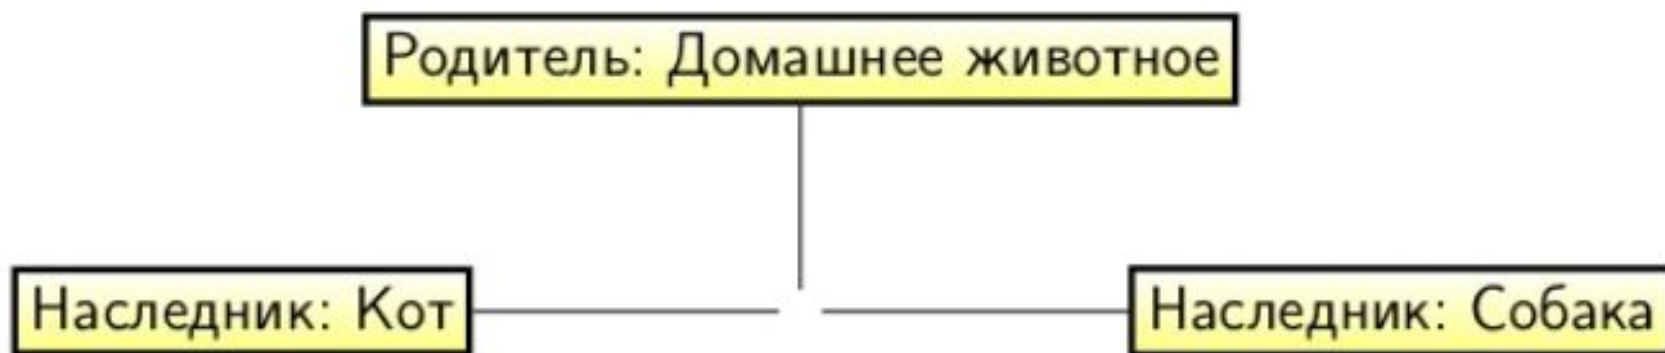 Родитель: Домашнее животное
Наследник: Кот
Наследник: Собака